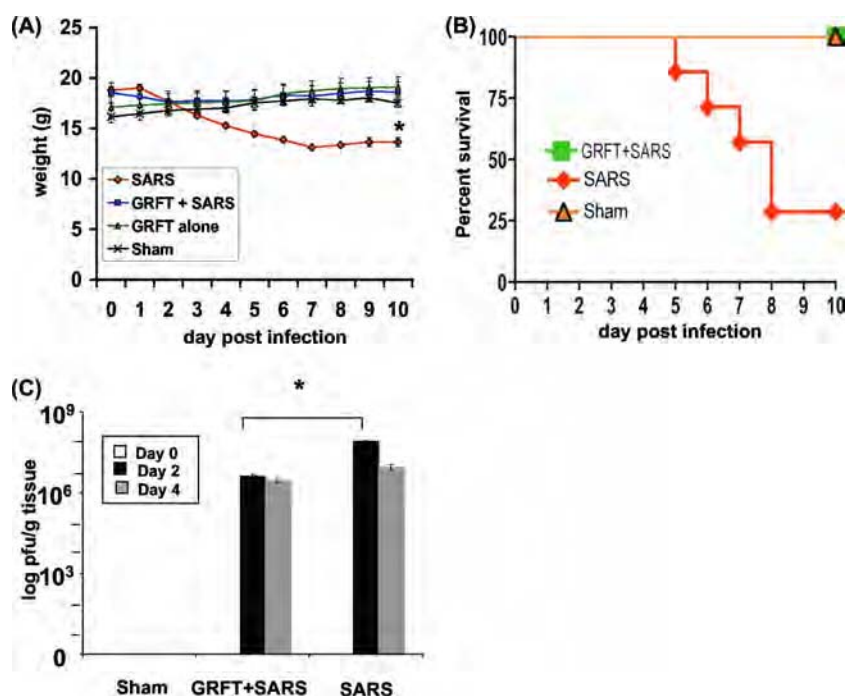 (A)
weight (g)
25
20
15
10
5
0
*
SARS
GRFT + SARS
GRFT alone
Sham
0 1 2 3 4 5 6 7 8 9 10
day post infection
(B)
Percent survival
100
75
50
25
0
GRFT+SARS
SARS
Sham
0 1 2 3 4 5 6 7 8 9 10
day post infection
(C)
log pfu/g tissue
10⁹
10⁶
10³
0
*
Day 0
Day 2
Day 4
Sham GRFT+SARS SARS